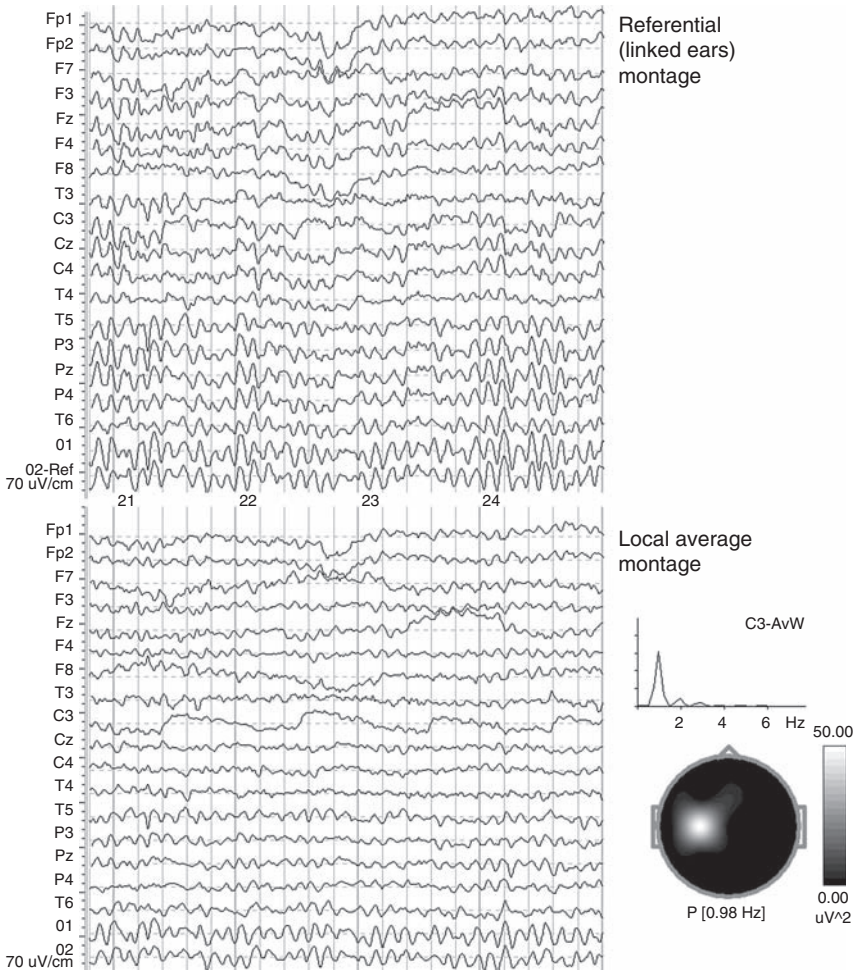 Fp1
Fp2
F7
F3
Fz
F4
F8
T3
C3
Cz
C4
T4
T5
P3
Pz
P4
T6
01
02-Ref
70 uV/cm
21 22 23 24
Referential
(linked ears)
montage
Fp1
Fp2
F7
F3
Fz
F4
F8
T3
C3
Cz
C4
T4
T5
P3
Pz
P4
T6
01
02
70 uV/cm
Local average
montage
C3-AvW
2 4 6 Hz
50.00
0.00
uV^2
P [0.98 Hz]